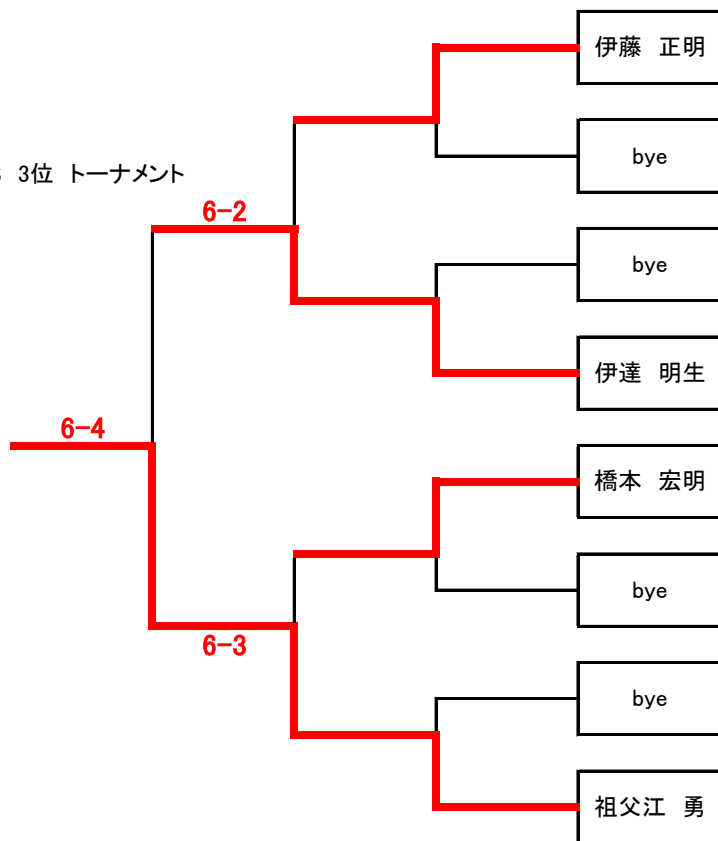 伊藤 正明
bye
3位 トーナメント
6-2
bye
伊達 明生
6-4
橋本 宏明
bye
6-3
bye
祖父江 勇